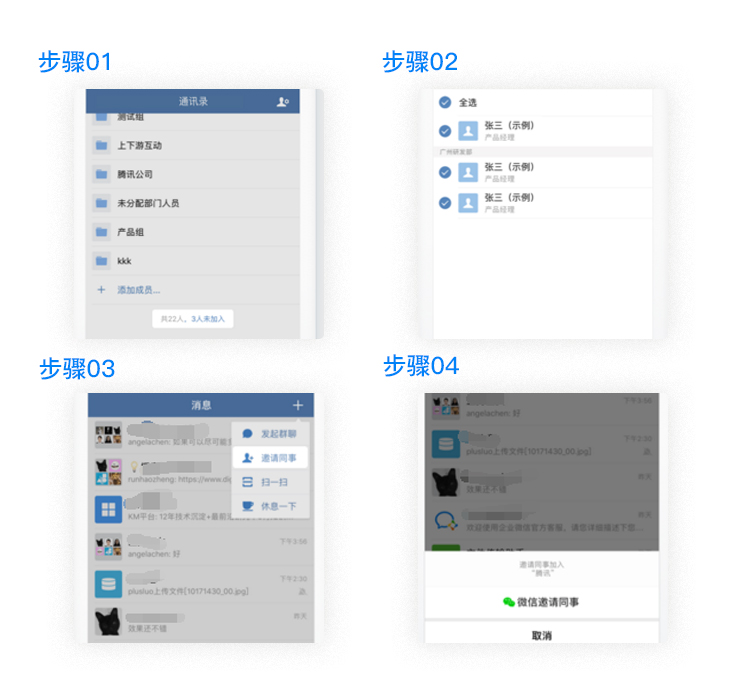 步骤01
通讯录
测试组
上下游互动
腾讯公司
未分配部门人员
产品组
kkk
+ 添加成员...
共22人，3人未加入
步骤02
全选
张三（示例）
产品经理
广州研发部
张三（示例）
产品经理
张三（示例）
产品经理
步骤03
消息
+
发起群聊
邀请同事
扫一扫
休息一下
angelachen: 如果可以尽可能
runhaozheng: https://www.di
KM平台: 12年技术沉淀+最前
下午3:56
angelachen: 好
下午2:30
plusluo上传文件[10171430_00.jpg]
昨天
效果还不错
步骤04
下午3:56
angelachen: 好
下午2:30
plusluo上传文件[10171430_00.jpg]
昨天
效果还不错
昨天
欢迎使用企业微信官方客服，请您详细描述下您...
邀请同事加入
“腾讯”
微信邀请同事
取消